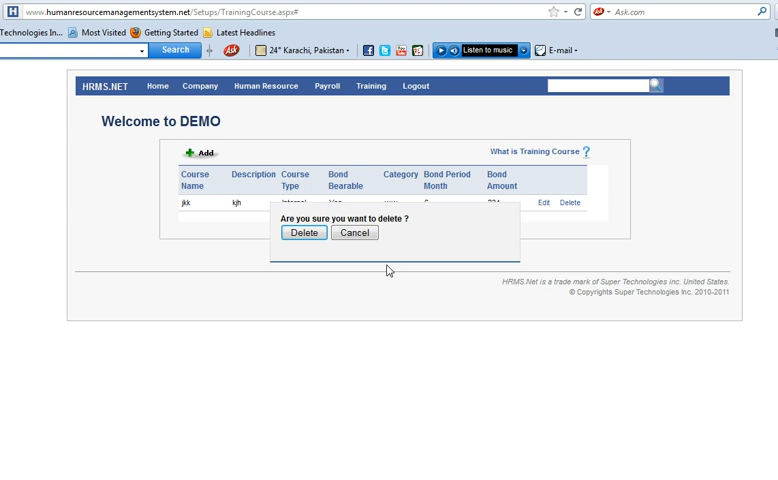 www.humanresourcemanagementsystem.net/Setups/TrainingCourse.aspx#
Ask.com
Technologies In... Most Visited Getting Started Latest Headlines
Search Ask 24° Karachi, Pakistan Listen to music E-mail
HRMS.NET Home Company Human Resource Payroll Training Logout
Welcome to DEMO
Add What is Training Course ?
Course Name Description Course Type Bond Bearable Category Bond Period Month Bond Amount
jkk kjh Edit Delete
Are you sure you want to delete ?
Delete Cancel
HRMS.Net is a trade mark of Super Technologies inc. United States.
© Copyrights Super Technologies Inc. 2010-2011